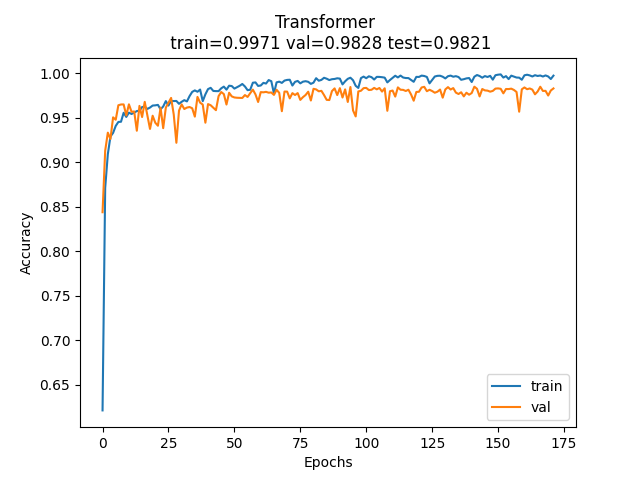 Transformer
train=0.9971 val=0.9828 test=0.9821
1.00
0.95
0.90
0.85
0.80
0.75
0.70
0.65
Accuracy
0 25 50 75 100 125 150 175
Epochs
train
val